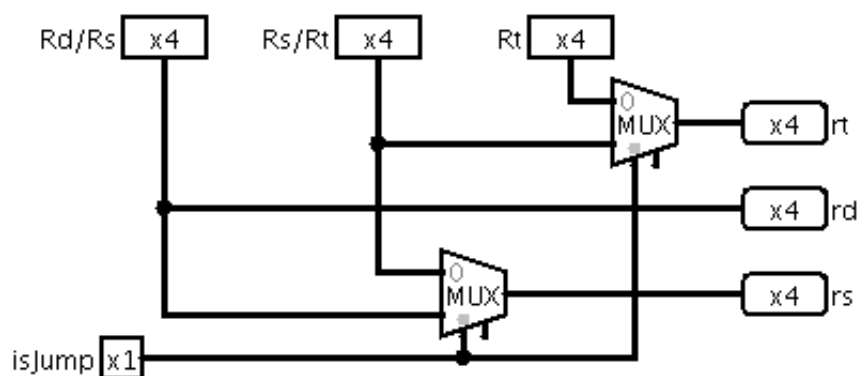 Rd/Rs x4 Rs/Rt x4 Rt x4
0
MUX x4 rt
x4 rd
0
MUX x4 rs
isJump x1